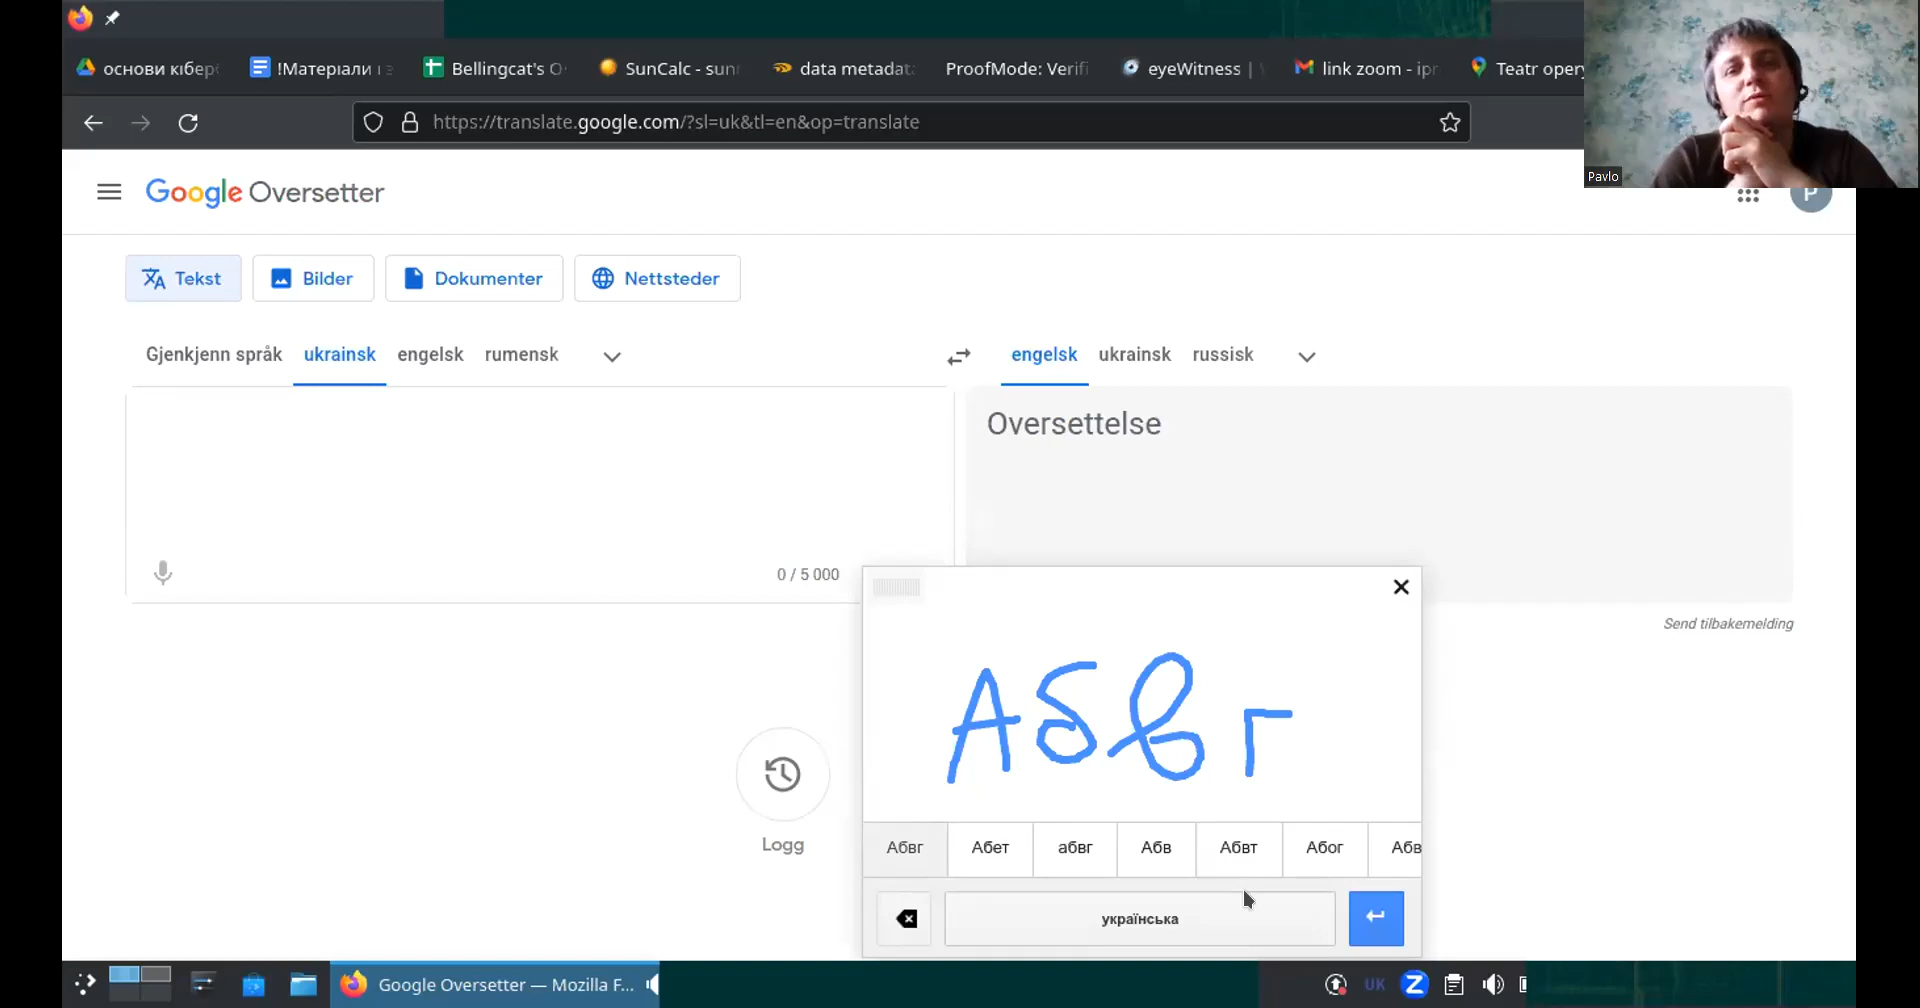 основи кібер
!Матеріали
Bellingcat's O
SunCalc - sun
data metadata
ProofMode: Verifi
eyeWitness |
link zoom - ipr
Teatr opery
https://translate.google.com/?sl=uk&tl=en&op=translate
Pavlo
Google Oversetter
P
Tekst
Bilder
Dokumenter
Nettsteder
Gjenkjenn språk ukrainsk engelsk rumensk
engelsk ukrainsk russisk
Oversettelse
0 / 5 000
Send tilbakemelding
Абвг
Logg
Абвг Абет абвг Абв Абвт Абог Абв
українська
Google Oversetter — Mozilla F...
UK
Z